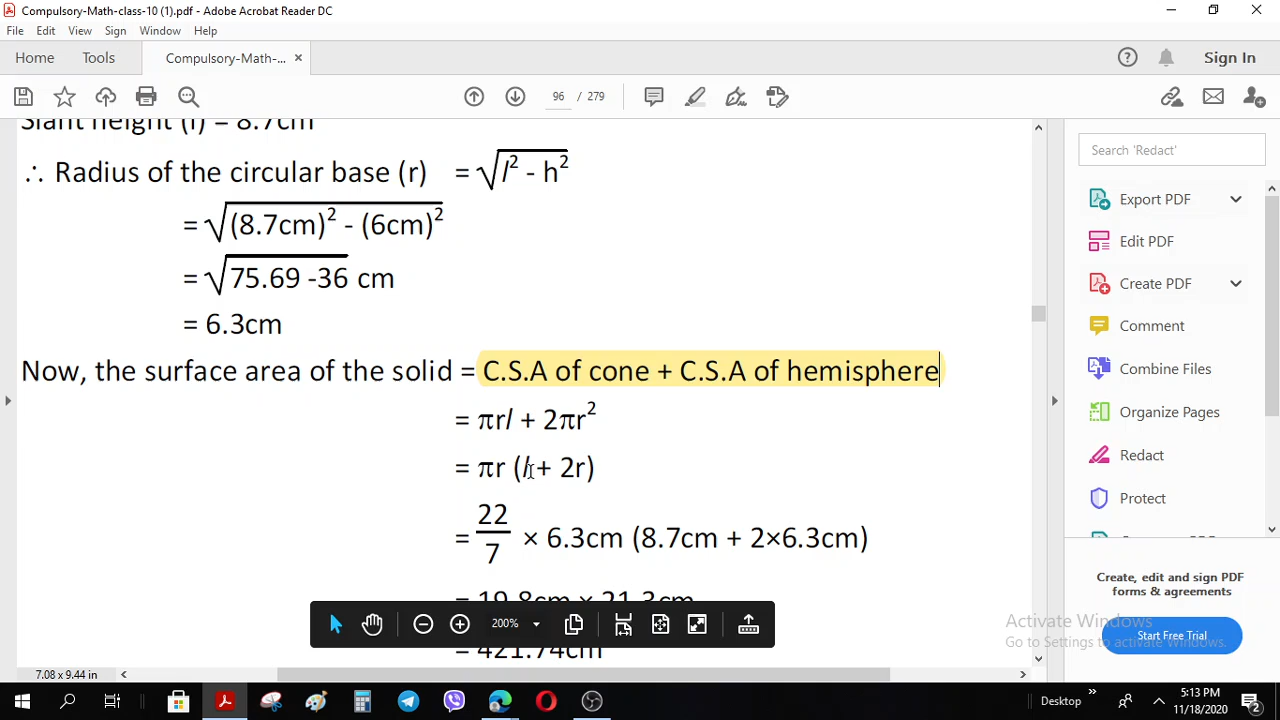 Compulsory-Math-class-10 (1).pdf - Adobe Acrobat Reader DC
File Edit View Sign Window Help
Home Tools Compulsory-Math-... × Sign In
96 / 279
Slant height (l) = 8.7cm
∴ Radius of the circular base (r) = √l² - h²
= √(8.7cm)² - (6cm)²
= √75.69 -36 cm
= 6.3cm
Now, the surface area of the solid = C.S.A of cone + C.S.A of hemisphere
= πrl + 2πr²
= πr (l + 2r)
= 22/7 × 6.3cm (8.7cm + 2×6.3cm)
= 19.8cm × 21.3cm
= 421.74cm
200%
7.08 x 9.44 in
Search 'Redact'
Export PDF
Edit PDF
Create PDF
Comment
Combine Files
Organize Pages
Redact
Protect
Create, edit and sign PDF
forms & agreements
Activate Windows
Go to Settings to activate Windows.
Start Free Trial
Desktop
5:13 PM
11/18/2020
2